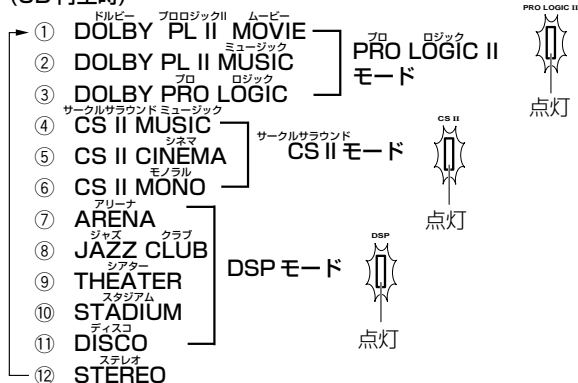 ① DOLBY PL II MOVIE
ドルビー プロロジックII ムービー
② DOLBY PL II MUSIC
ミュージック
③ DOLBY PRO LOGIC
プロ ロジック
PRO LOGIC II
プロ ロジック
モード
PRO LOGIC II
点灯
④ CS II MUSIC
サークルサラウンド ミュージック
⑤ CS II CINEMA
シネマ
⑥ CS II MONO
モノラル
CS II モード
サークルサラウンド
CS II
点灯
⑦ ARENA
アリーナ
⑧ JAZZ CLUB
ジャズ クラブ
⑨ THEATER
シアター
⑩ STADIUM
スタジアム
⑪ DISCO
ディスコ
DSP モード
DSP
点灯
⑫ STEREO
ステレオ